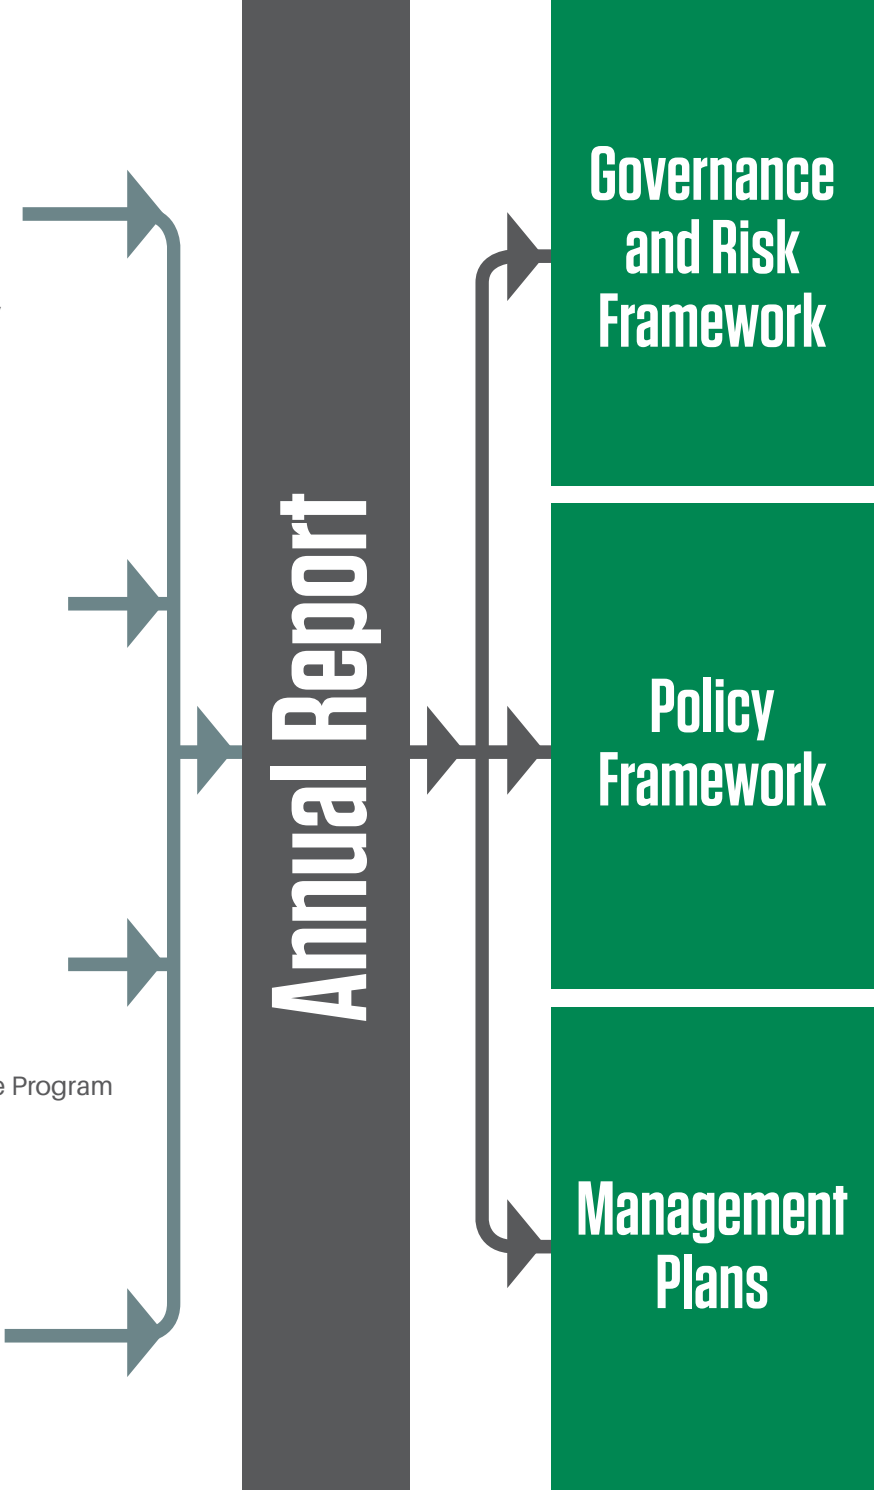 Program
Annual Report
Governance
and Risk
Framework
Policy
Framework
Management
Plans